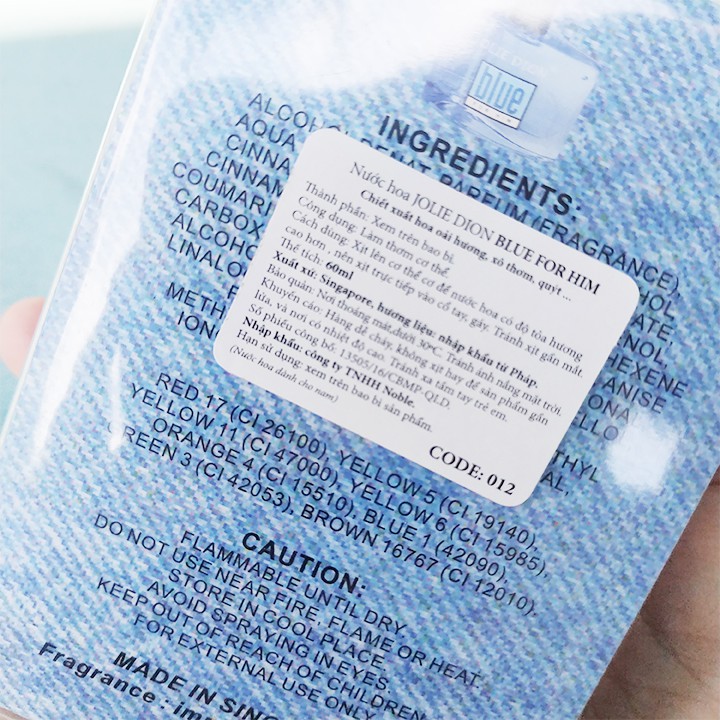 blue
INGREDIENTS:
ALCOHOL DENAT, PARFUM (FRAGRANCE),
AQUA
CINNA
CINNAM
COUMARI
CARBOX
ALCOHO
LINALO
METH
IONO
HEXENE
ANISE
THYL
Nước hoa JOLIE DION BLUE FOR HIM
Chiết xuất hoa oải hương, xô thơm, quýt ...
Thành phần: Xem trên bao bì.
Công dụng: Làm thơm cơ thể.
Cách dùng: Xịt lên cơ thể cơ để nước hoa có độ tỏa hương
cao hơn , nên xịt trực tiếp vào cổ tay, gáy. Tránh xịt gần mắt.
Thể tích: 60ml
Xuất xứ: Singapore, hương liệu: nhập khẩu từ Pháp.
Bảo quản: Nơi thoáng mát,dưới 30°C. Tránh ánh nắng mặt trời.
Khuyến cáo: Hàng dễ cháy, không xịt hay để sản phẩm gần
lửa, và nơi có nhiệt độ cao. Tránh xa tầm tay trẻ em.
Số phiếu công bố: 13505/16/CBMP-QLD.
Nhập khẩu: công ty TNHH Noble.
Hạn sử dụng: xem trên bao bì sản phẩm.
(Nước hoa dành cho nam)
CODE: 012
RED 17 (CI 26100), YELLOW 5 (CI 19140),
YELLOW 11 (CI 47000), YELLOW 6 (CI 15985),
ORANGE 4 (CI 15510), BLUE 1 (42090),
GREEN 3 (CI 42053), BROWN 16767 (CI 12010).
CAUTION:
FLAMMABLE UNTIL DRY.
DO NOT USE NEAR FIRE, FLAME OR HEAT.
STORE IN COOL PLACE.
AVOID SPRAYING IN EYES.
KEEP OUT OF REACH OF CHILDREN
FOR EXTERNAL USE ONLY
MADE IN SING
Fragrance : imp